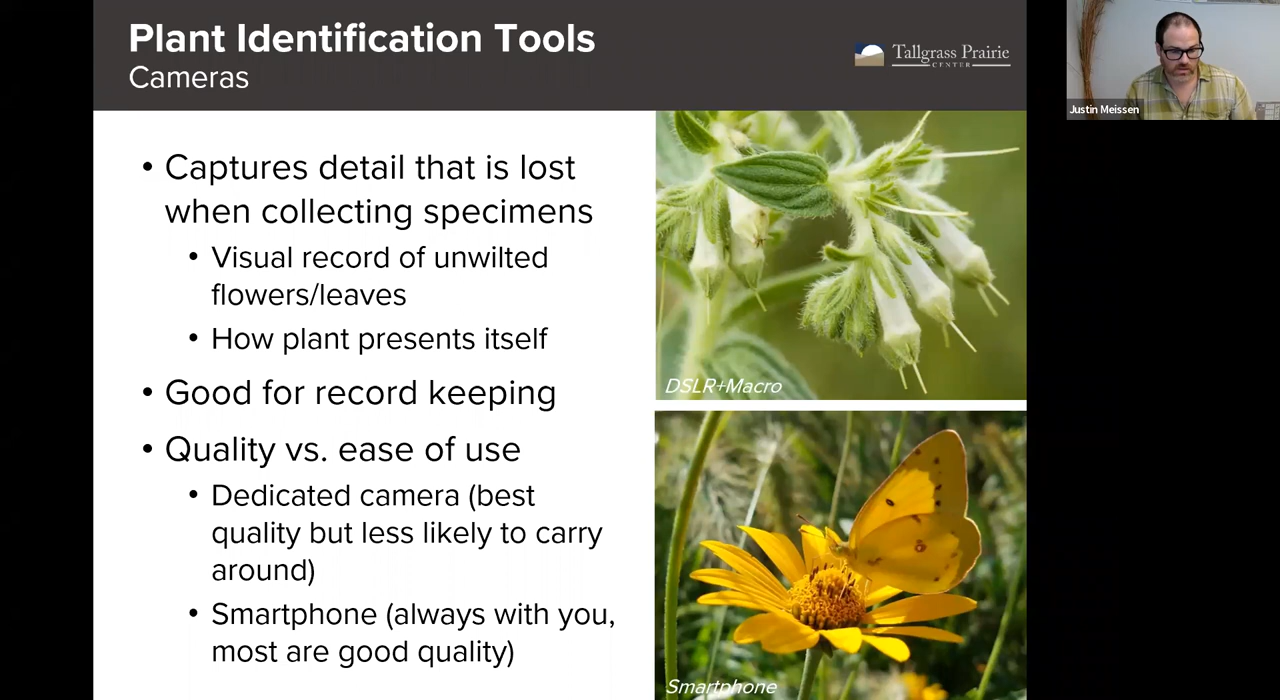 Plant Identification Tools
Cameras
Tallgrass Prairie
CENTER
Justin Meissen
• Captures detail that is lost
when collecting specimens
• Visual record of unwilted
flowers/leaves
• How plant presents itself
• Good for record keeping
• Quality vs. ease of use
• Dedicated camera (best
quality but less likely to carry
around)
• Smartphone (always with you,
most are good quality)
DSLR+Macro
Smartphone